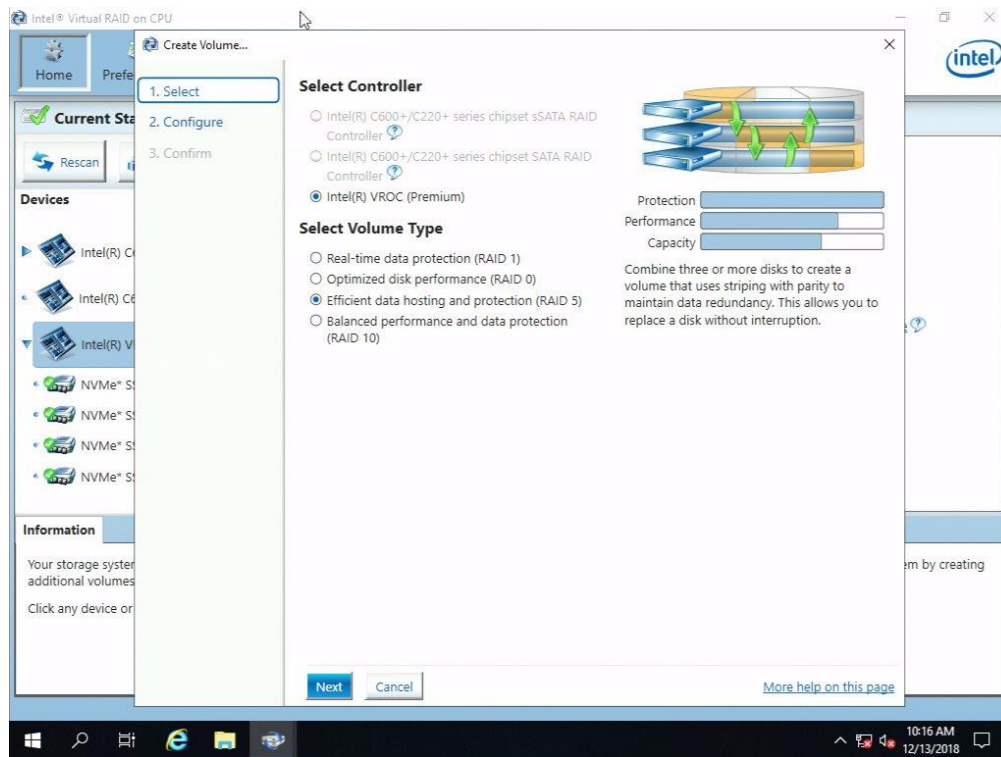 Intel® Virtual RAID on CPU
Home
Create Volume...
intel
1. Select
2. Configure
3. Confirm
Select Controller
Intel(R) C600+/C220+ series chipset sSATA RAID
Controller
Intel(R) C600+/C220+ series chipset SATA RAID
Controller
Intel(R) VROC (Premium)
Select Volume Type
Real-time data protection (RAID 1)
Optimized disk performance (RAID 0)
Efficient data hosting and protection (RAID 5)
Balanced performance and data protection
(RAID 10)
Protection
Performance
Capacity
Combine three or more disks to create a
volume that uses striping with parity to
maintain data redundancy. This allows you to
replace a disk without interruption.
Current
Rescan
Devices
Intel(R)
Intel(R)
Intel(R)
NVMe*
NVMe*
NVMe*
NVMe*
Information
Your storage
em by creating
additional volumes
Click any device or
Next
Cancel
More help on this page
10:16 AM
12/13/2018